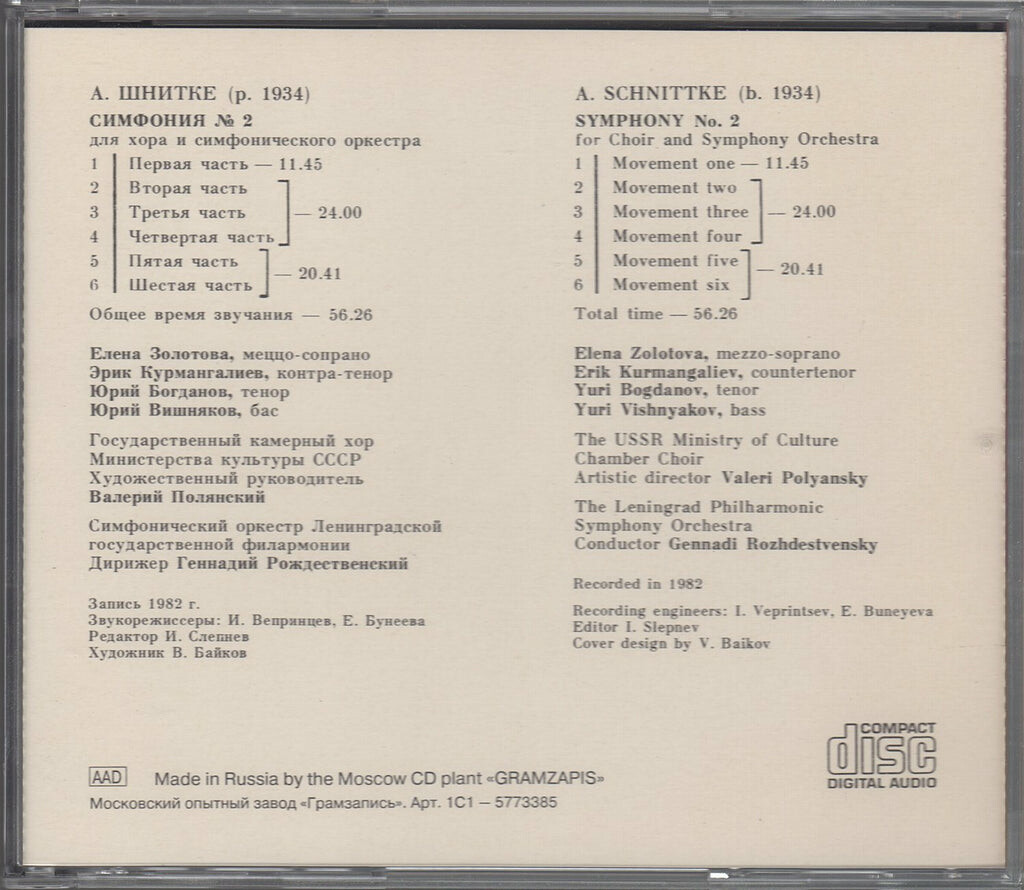 А. ШНИТКЕ (р. 1934)
СИМФОНИЯ № 2
для хора и симфонического оркестра
1 Первая часть — 11.45
2 Вторая часть
3 Третья часть — 24.00
4 Четвертая часть
5 Пятая часть
— 20.41
6 Шестая часть
Общее время звучания — 56.26
Елена Золотова, меццо-сопрано
Эрик Курмангалиев, контра-тенор
Юрий Богданов, тенор
Юрий Вишняков, бас
Государственный камерный хор
Министерства культуры СССР
Художественный руководитель
Валерий Полянский
Симфонический оркестр Ленинградской
государственной филармонии
Дирижер Геннадий Рождественский
Запись 1982 г.
Звукорежиссеры: И. Вепринцев, Е. Бунеева
Редактор И. Слепнев
Художник В. Байков
A. SCHNITTKE (b. 1934)
SYMPHONY No. 2
for Choir and Symphony Orchestra
1 Movement one — 11.45
2 Movement two
3 Movement three — 24.00
4 Movement four
5 Movement five
— 20.41
6 Movement six
Total time — 56.26
Elena Zolotova, mezzo-soprano
Erik Kurmangaliev, countertenor
Yuri Bogdanov, tenor
Yuri Vishnyakov, bass
The USSR Ministry of Culture
Chamber Choir
Artistic director Valeri Polyansky
The Leningrad Philharmonic
Symphony Orchestra
Conductor Gennadi Rozhdestvensky
Recorded in 1982
Recording engineers: I. Veprintsev, E. Buneyeva
Editor I. Slepnev
Cover design by V. Baikov
AAD Made in Russia by the Moscow CD plant «GRAMZAPIS»
Московский опытный завод «Грамзапись». Арт. 1С1 — 5773385
COMPACT
disc
DIGITAL AUDIO